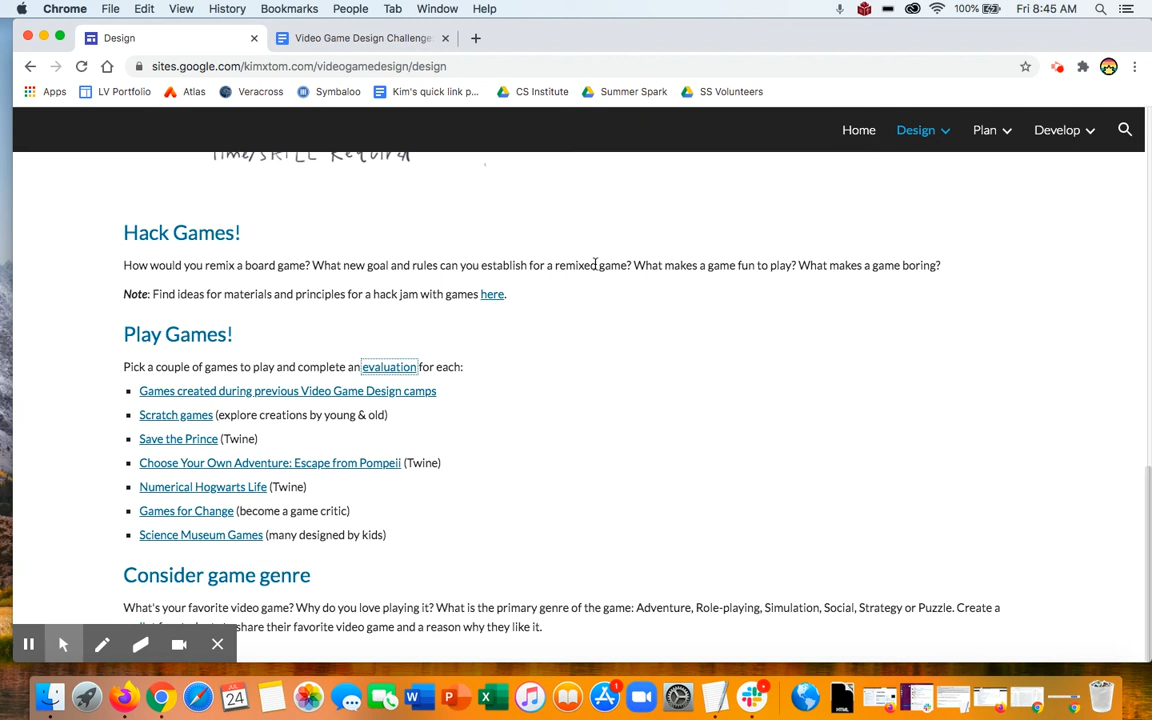 Chrome File Edit View History Bookmarks People Tab Window Help 100% Fri 8:45 AM
Design Video Game Design Challenge
sites.google.com/kimxtom.com/videogamedesign/design
Apps LV Portfolio Atlas Veracross Symbaloo Kim's quick link p... CS Institute Summer Spark SS Volunteers
Home Design Plan Develop
Time/SKILL Required
Hack Games!
How would you remix a board game? What new goal and rules can you establish for a remixed game? What makes a game fun to play? What makes a game boring?
Note: Find ideas for materials and principles for a hack jam with games here.
Play Games!
Pick a couple of games to play and complete an evaluation for each:
Games created during previous Video Game Design camps
Scratch games (explore creations by young & old)
Save the Prince (Twine)
Choose Your Own Adventure: Escape from Pompeii (Twine)
Numerical Hogwarts Life (Twine)
Games for Change (become a game critic)
Science Museum Games (many designed by kids)
Consider game genre
What's your favorite video game? Why do you love playing it? What is the primary genre of the game: Adventure, Role-playing, Simulation, Social, Strategy or Puzzle. Create a
share their favorite video game and a reason why they like it.
JUL
24
HTML
1